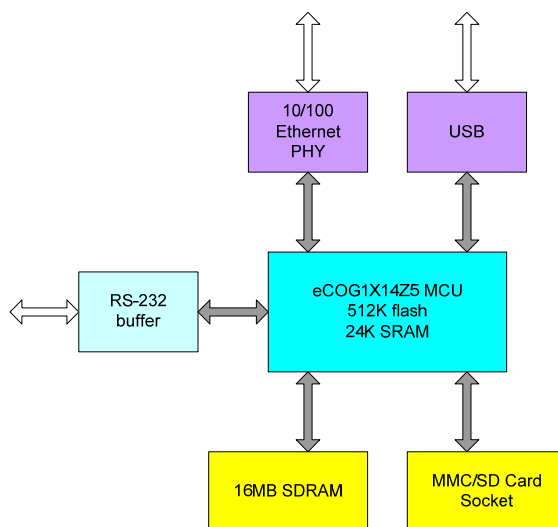 10/100
Ethernet
PHY
USB
RS-232
buffer
eCOG1X14Z5 MCU
512K flash
24K SRAM
16MB SDRAM
MMC/SD Card
Socket